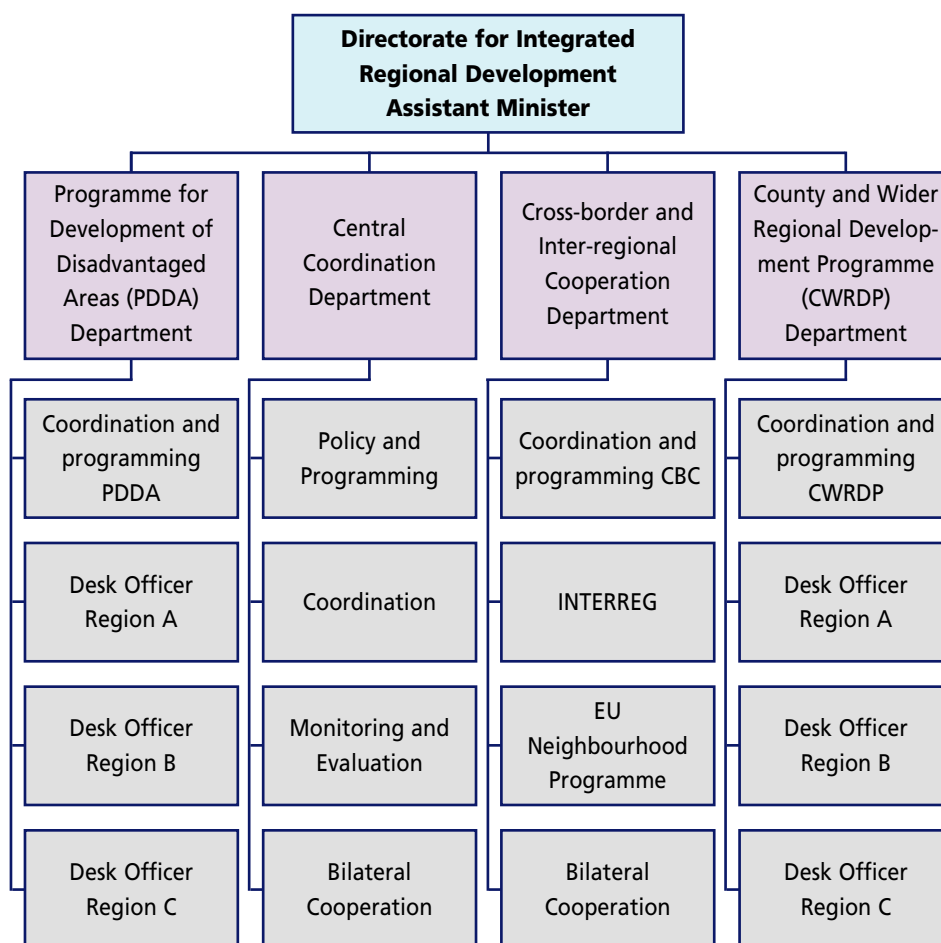 Directorate for Integrated
Regional Development
Assistant Minister
Programme for
Development of
Disadvantaged
Areas (PDDA)
Department
Central
Coordination
Department
Cross-border and
Inter-regional
Cooperation
Department
County and Wider
Regional Develop-
ment Programme
(CWRDP)
Department
Coordination and
programming
PDDA
Policy and
Programming
Coordination and
programming CBC
Coordination and
programming
CWRDP
Desk Officer
Region A
Coordination
INTERREG
Desk Officer
Region A
Desk Officer
Region B
Monitoring and
Evaluation
EU
Neighbourhood
Programme
Desk Officer
Region B
Desk Officer
Region C
Bilateral
Cooperation
Bilateral
Cooperation
Desk Officer
Region C